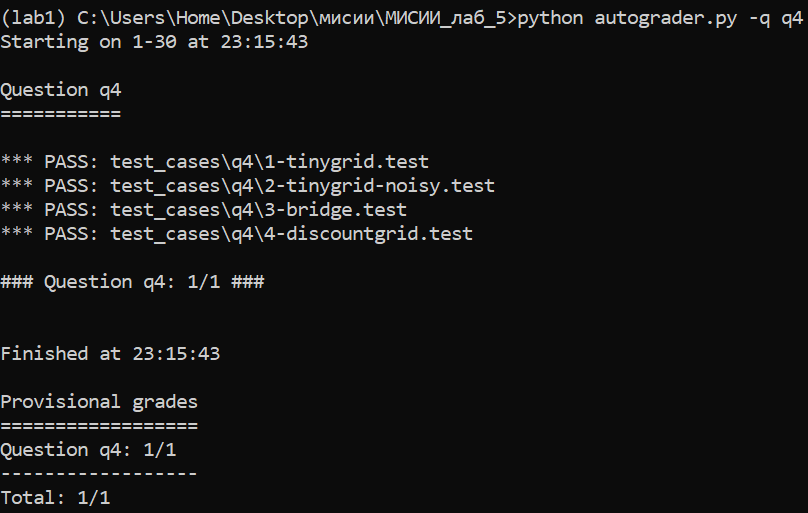 (lab1) C:\Users\Home\Desktop\мисии\МИСИИ_лаб_5>python autograder.py -q q4
Starting on 1-30 at 23:15:43
Question q4
===========
*** PASS: test_cases\q4\1-tinygrid.test
*** PASS: test_cases\q4\2-tinygrid-noisy.test
*** PASS: test_cases\q4\3-bridge.test
*** PASS: test_cases\q4\4-discountgrid.test
### Question q4: 1/1 ###
Finished at 23:15:43
Provisional grades
==================
Question q4: 1/1
------------------
Total: 1/1